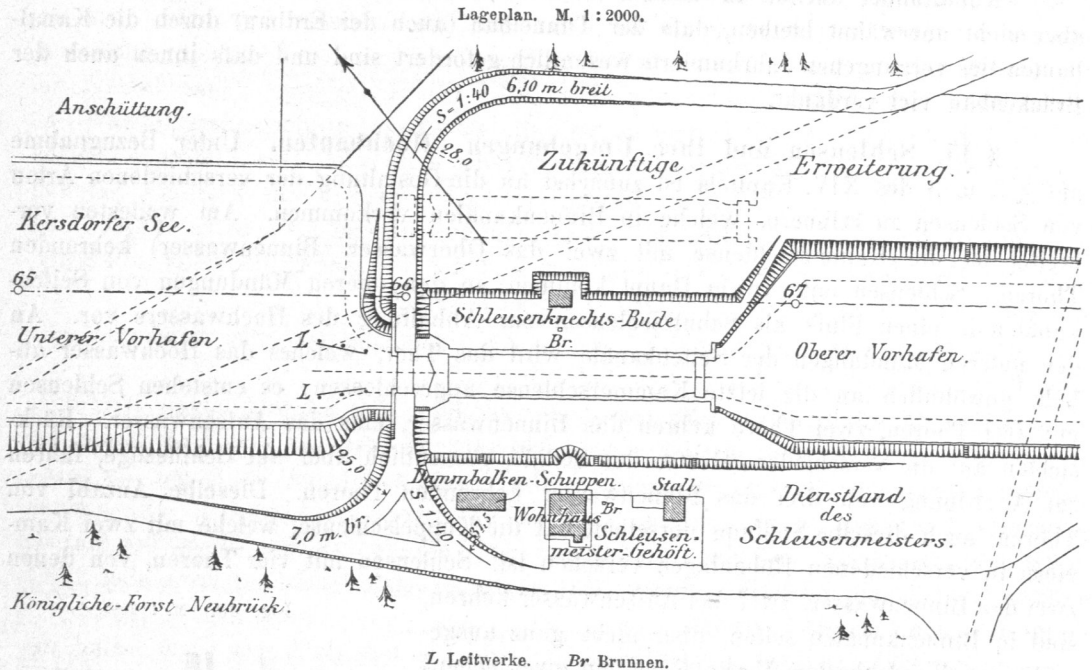 Lageplan. M. 1 : 2000.
Anschüttung.
S = 1:40
6,10 m breit.
28.0
Zukünftige Erweiterung.
Kersdorfer See.
65
66
67
Schleusenknechts-Bude.
Br.
Unterer Vorhafen.
L
L
Oberer Vorhafen.
25.0
Dammbalken-Schuppen.
Stall.
Dienstland
des
Schleusenmeisters.
7,0 m br.
S=1:40
Wohnhaus
Br
Schleusen-
meister-Gehöft.
Königliche-Forst Neubrück.
L Leitwerke. Br Brunnen.